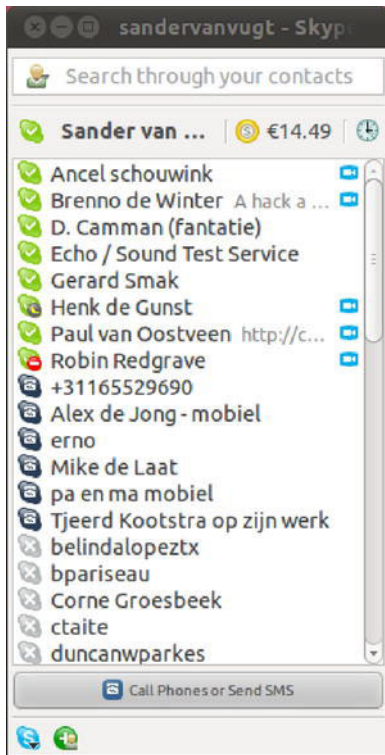 sandervanvugt - Skyp
Search through your contacts
Sander van ... €14.49
Ancel schouwink
Brenno de Winter A hack a ...
D. Camman (fantatie)
Echo / Sound Test Service
Gerard Smak
Henk de Gunst
Paul van Oostveen http://c...
Robin Redgrave
+31165529690
Alex de Jong - mobiel
erno
Mike de Laat
pa en ma mobiel
Tjeerd Kootstra op zijn werk
belindalopeztx
bpariseau
Corne Groesbeek
ctaite
duncanwparkes
Call Phones or Send SMS